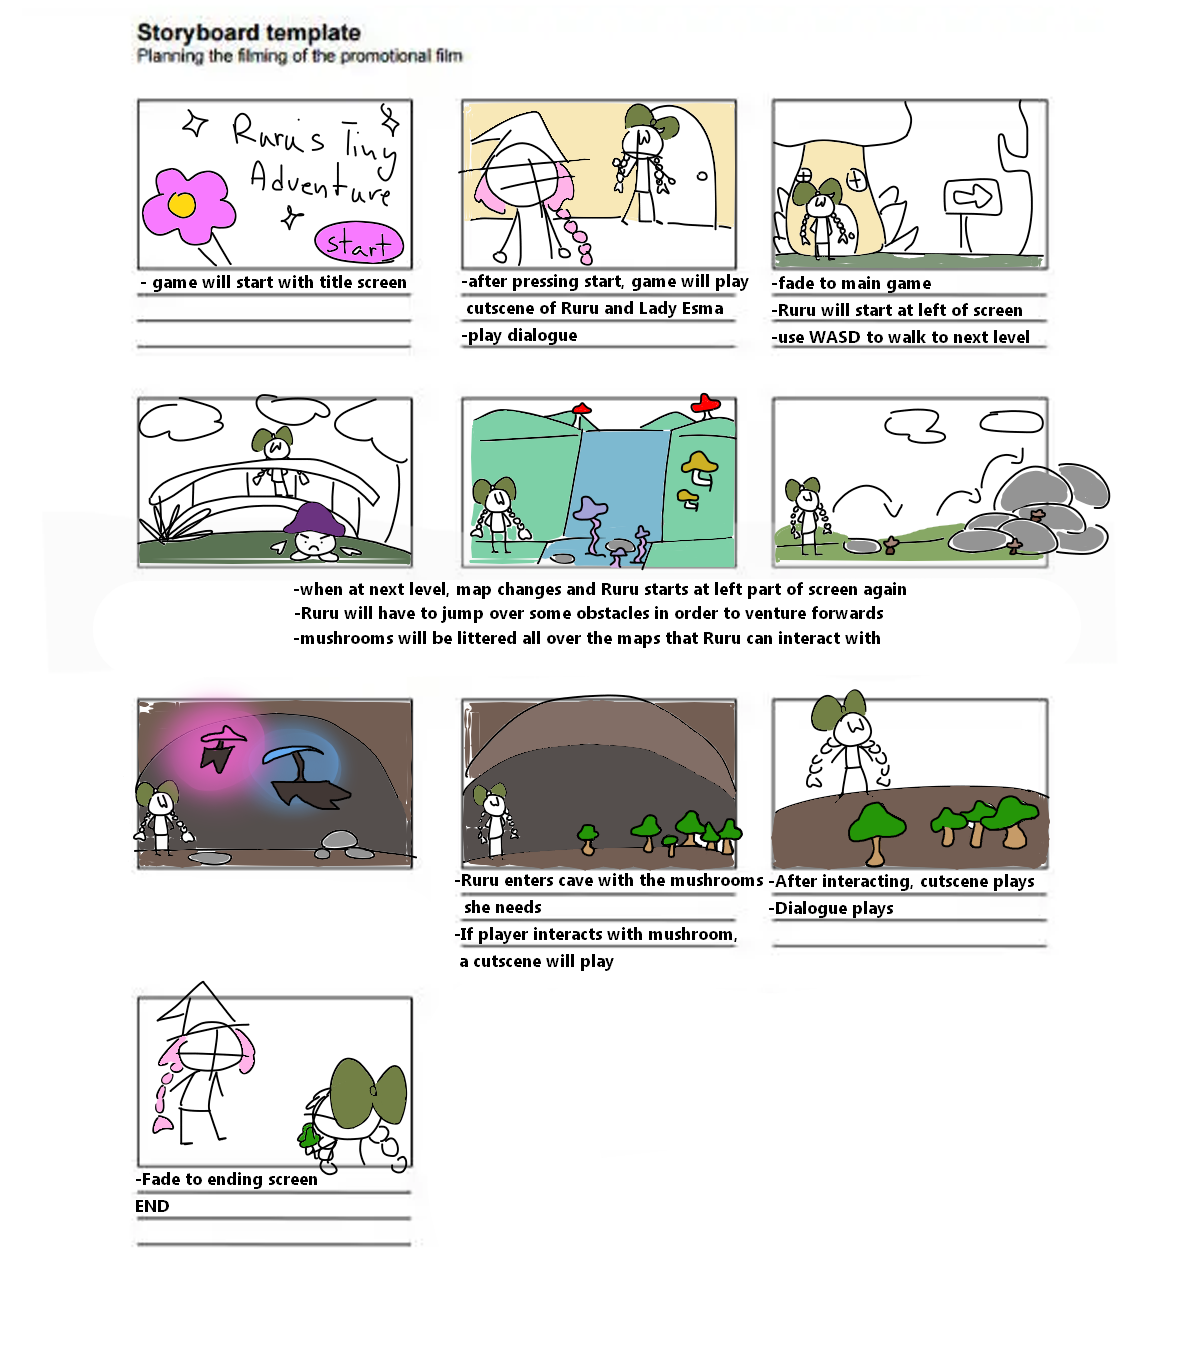 Storyboard template
Planning the filming of the promotional film
Ruru's Tiny
Adventure
start
- game will start with title screen
-after pressing start, game will play
cutscene of Ruru and Lady Esma
-play dialogue
-fade to main game
-Ruru will start at left of screen
-use WASD to walk to next level
-when at next level, map changes and Ruru starts at left part of screen again
-Ruru will have to jump over some obstacles in order to venture forwards
-mushrooms will be littered all over the maps that Ruru can interact with
-Ruru enters cave with the mushrooms
she needs
-If player interacts with mushroom,
a cutscene will play
-After interacting, cutscene plays
-Dialogue plays
-Fade to ending screen
END